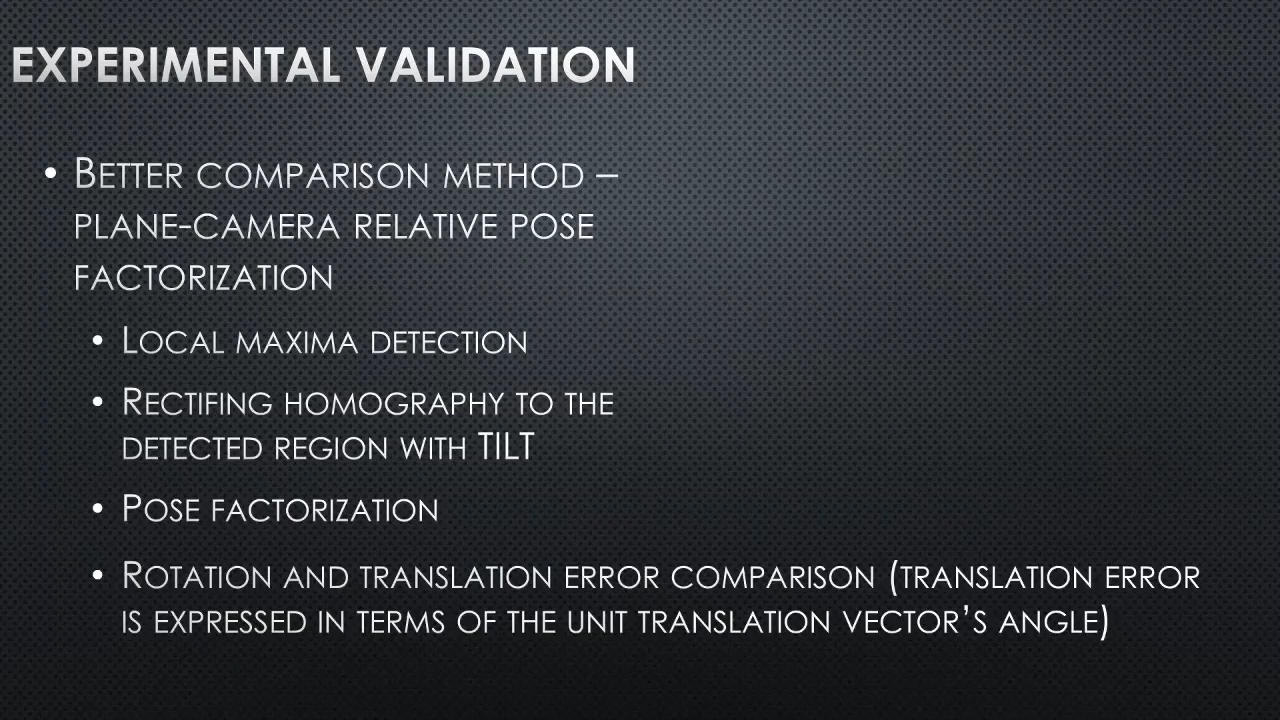 EXPERIMENTAL VALIDATION
• BETTER COMPARISON METHOD –
PLANE-CAMERA RELATIVE POSE
FACTORIZATION
• LOCAL MAXIMA DETECTION
• RECTIFING HOMOGRAPHY TO THE
DETECTED REGION WITH TILT
• POSE FACTORIZATION
• ROTATION AND TRANSLATION ERROR COMPARISON (TRANSLATION ERROR
IS EXPRESSED IN TERMS OF THE UNIT TRANSLATION VECTOR’S ANGLE)